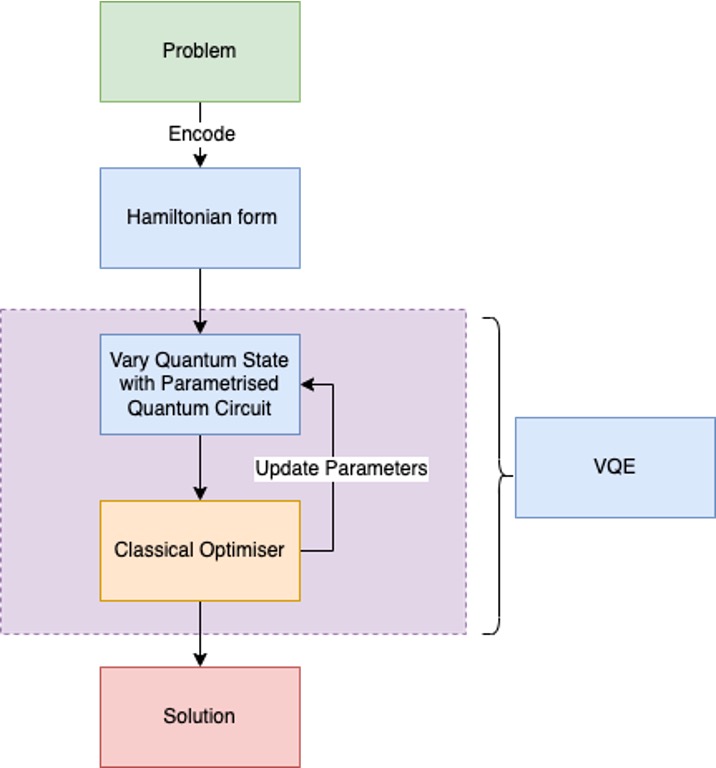 Problem
Encode
Hamiltonian form
Vary Quantum State
with Parametrised
Quantum Circuit
Update Parameters
VQE
Classical Optimiser
Solution